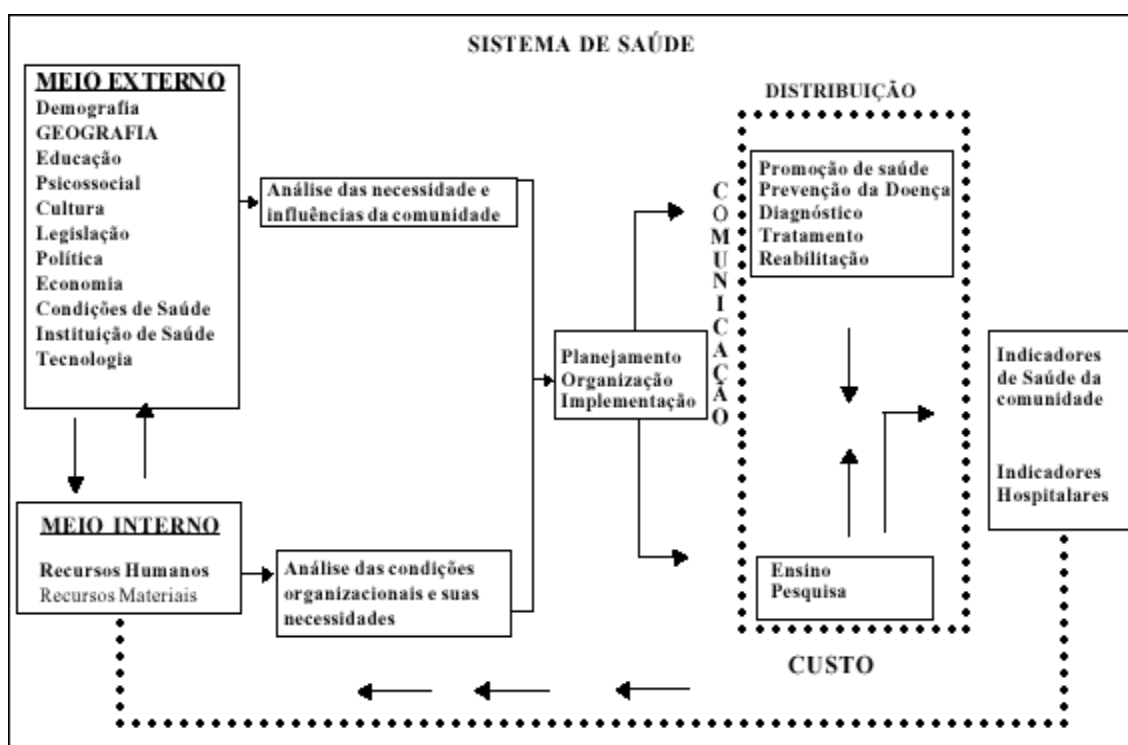 SISTEMA DE SAÚDE
MEIO EXTERNO
Demografia
GEOGRAFIA
Educação
Psicossocial
Cultura
Legislação
Política
Economia
Condições de Saúde
Instituição de Saúde
Tecnologia
MEIO INTERNO
Recursos Humanos
Recursos Materiais
Análise das necessidade e
influências da comunidade
Análise das condições
organizacionais e suas
necessidades
Planejamento
Organização
Implementação
COMUNICAÇÃO
DISTRIBUIÇÃO
Promoção de saúde
Prevenção da Doença
Diagnóstico
Tratamento
Reabilitação
Ensino
Pesquisa
CUSTO
Indicadores
de Saúde da
comunidade
Indicadores
Hospitalares